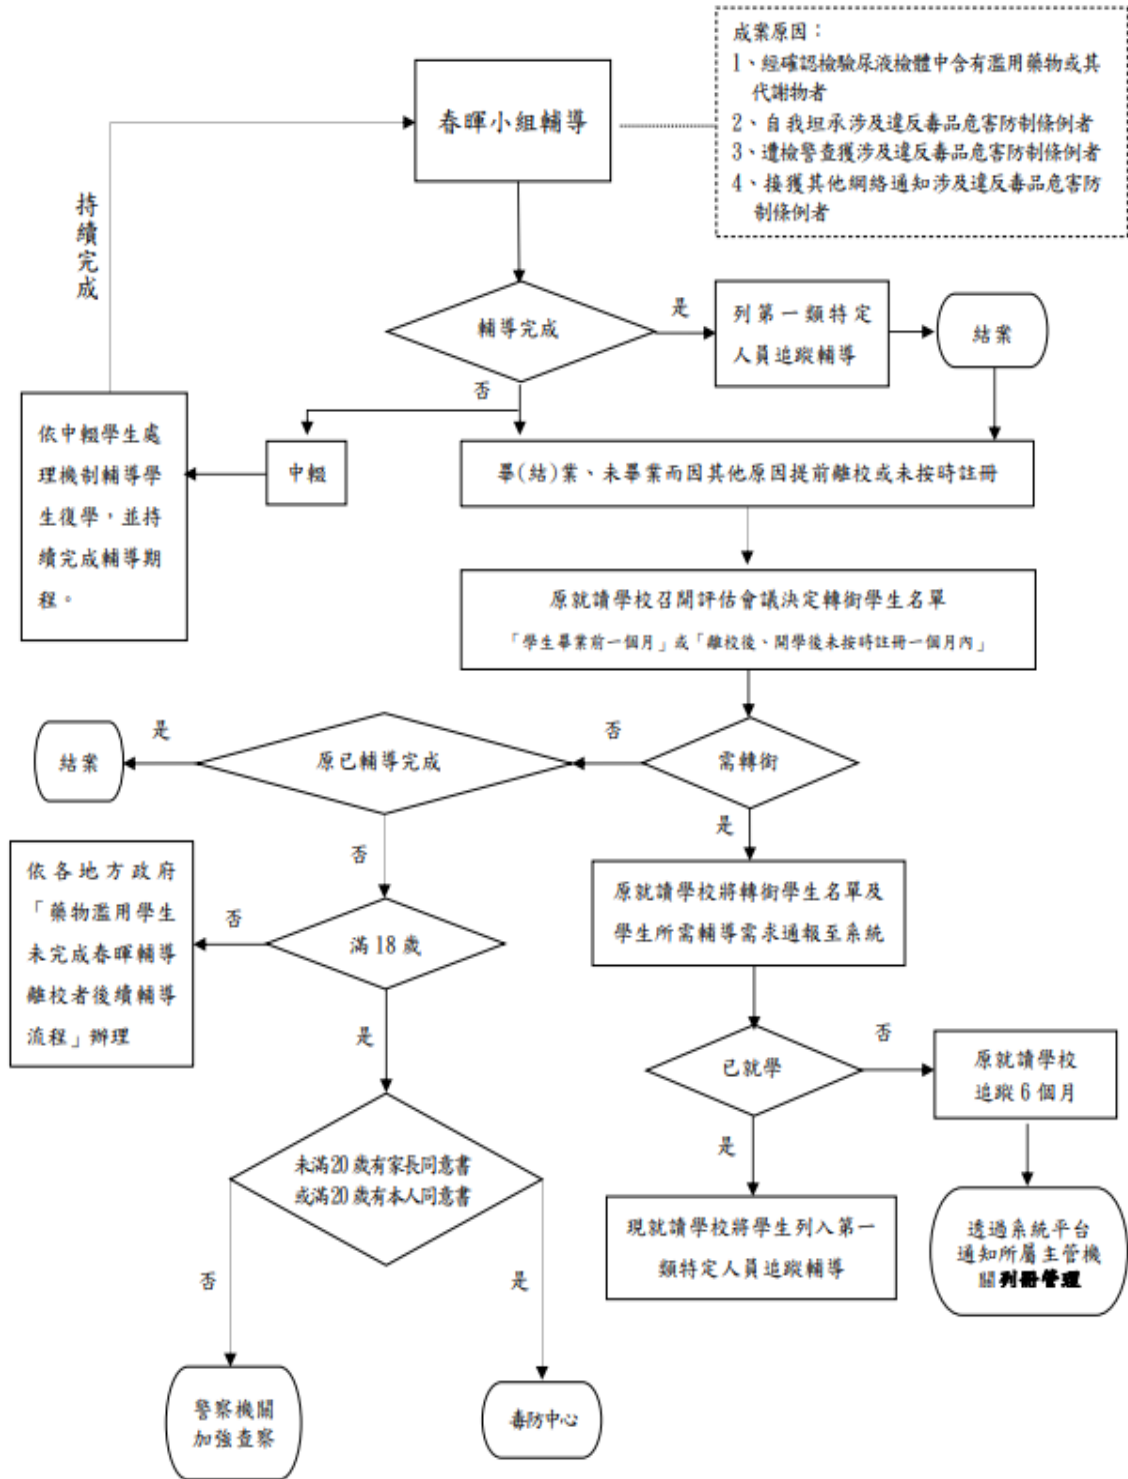 成案原因：
1、經確認檢驗尿液檢體中含有濫用藥物或其
代謝物者
2、自我坦承涉及違反毒品危害防制條例者
3、遭檢警查獲涉及違反毒品危害防制條例者
4、接獲其他網絡通知涉及違反毒品危害防
制條例者
春暉小組輔導
持續完成
輔導完成
是
列第一類特定
人員追蹤輔導
結案
否
中輟
依中輟學生處
理機制輔導學
生復學，並持
續完成輔導期
程。
畢(結)業、未畢業而因其他原因提前離校或未按時註冊
原就讀學校召開評估會議決定轉銜學生名單
「學生畢業前一個月」或「離校後、開學後未按時註冊一個月內」
需轉銜
否
原已輔導完成
是
結案
否
是
依各地方政府
「藥物濫用學生
未完成春暉輔導
離校者後續輔導
流程」辦理
否
滿18歲
原就讀學校將轉銜學生名單及
學生所需輔導需求通報至系統
是
已就學
否
原就讀學校
追蹤6個月
是
未滿20歲有家長同意書
或滿20歲有本人同意書
現就讀學校將學生列入第一
類特定人員追蹤輔導
透過系統平台
通知所屬主管機
關列冊管理
否
是
警察機關
加強查察
毒防中心